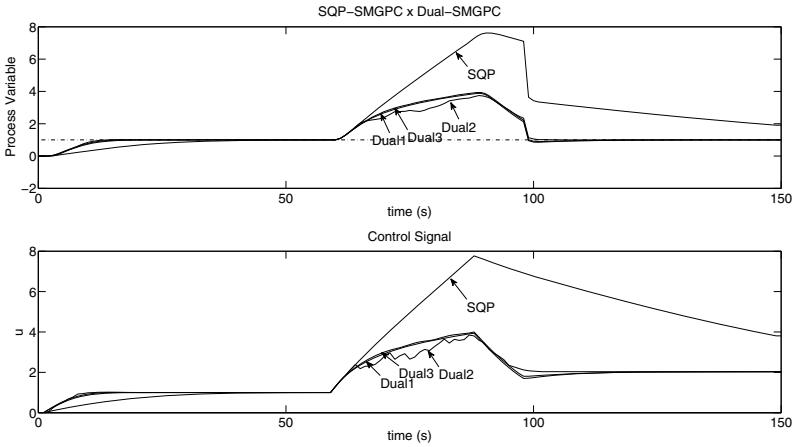 SQP−SMGPC x Dual−SMGPC
Process Variable
8
6
4
2
0
−2
SQP
Dual1
Dual3
Dual2
0
50
100
150
time (s)
Control Signal
u
8
6
4
2
0
SQP
Dual1
Dual3
Dual2
0
50
100
150
time (s)